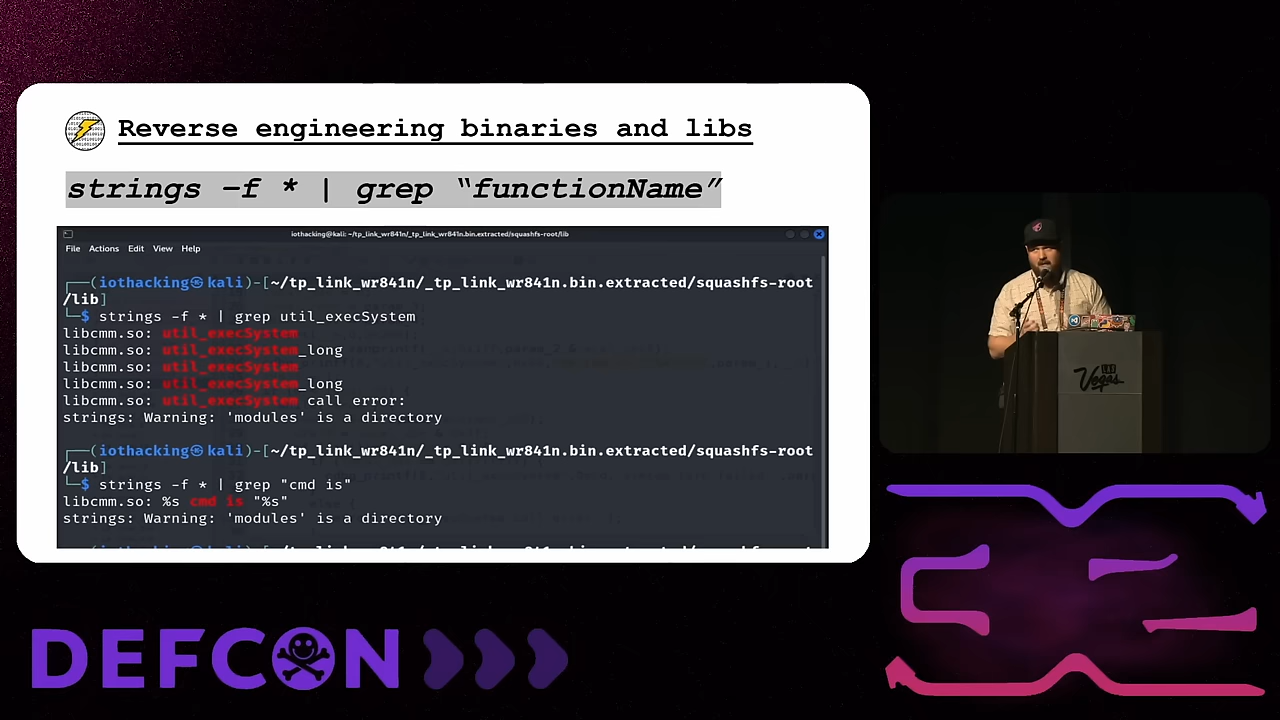 Reverse engineering binaries and libs
strings -f * | grep “functionName”
iothacking@kali: ~/tp_link_wr841n/_tp_link_wr841n.bin.extracted/squashfs-root/lib
File Actions Edit View Help
┌──(iothacking㉿kali)-[~/tp_link_wr841n/_tp_link_wr841n.bin.extracted/squashfs-root
/lib]
└─$ strings -f * | grep util_execSystem
libcmm.so: util_execSystem
libcmm.so: util_execSystem_long
libcmm.so: util_execSystem
libcmm.so: util_execSystem_long
libcmm.so: util_execSystem call error:
strings: Warning: 'modules' is a directory
┌──(iothacking㉿kali)-[~/tp_link_wr841n/_tp_link_wr841n.bin.extracted/squashfs-root
/lib]
└─$ strings -f * | grep "cmd is"
libcmm.so: %s cmd is "%s"
strings: Warning: 'modules' is a directory
LAS
Vegas
DEFCON